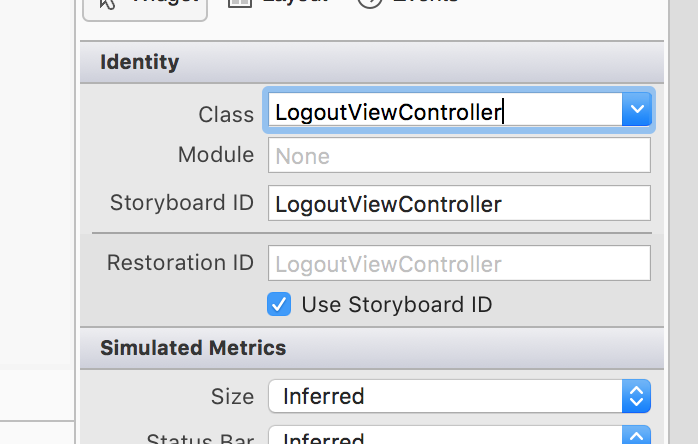 Widget Layout Events
Identity
Class LogoutViewController
Module None
Storyboard ID LogoutViewController
Restoration ID LogoutViewController
Use Storyboard ID
Simulated Metrics
Size Inferred
Status Bar Inferred